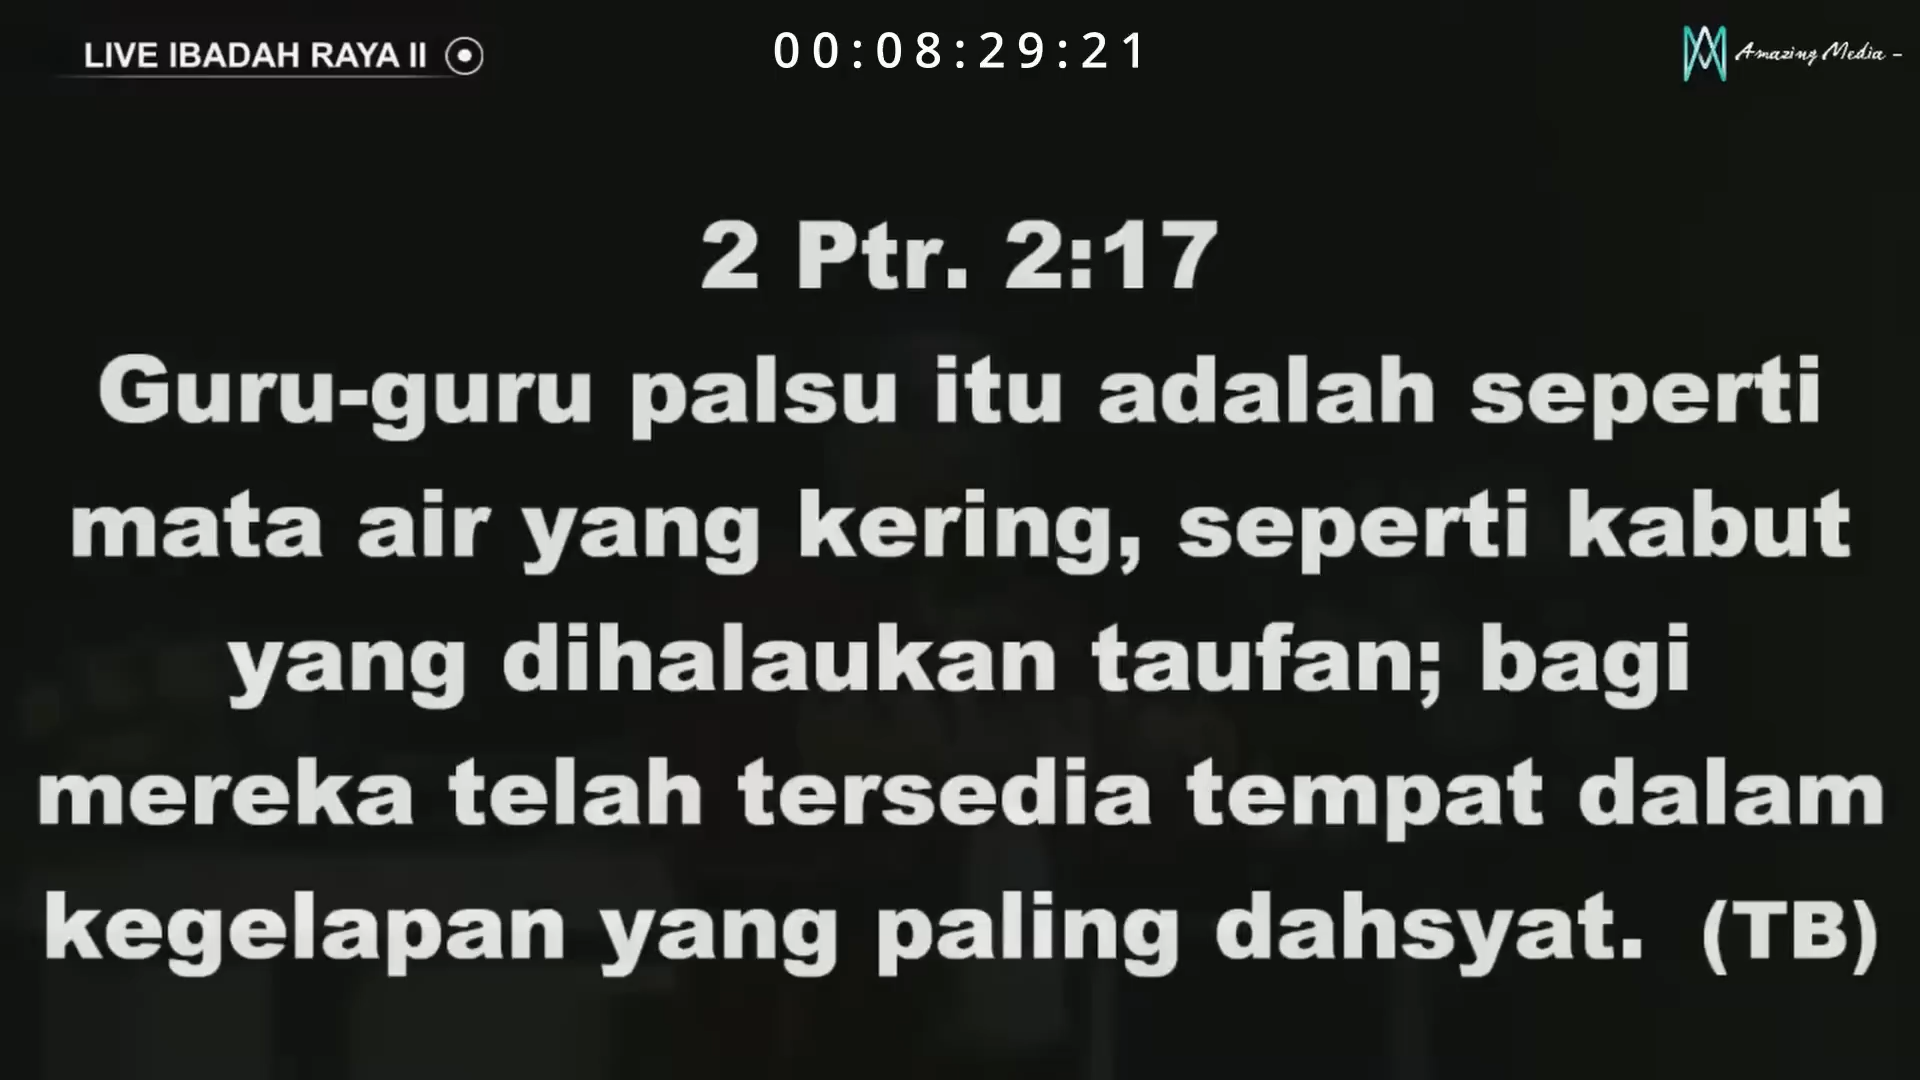 LIVE IBADAH RAYA II
00:08:29:21
Amazing Media -
2 Ptr. 2:17
Guru-guru palsu itu adalah seperti
mata air yang kering, seperti kabut
yang dihalaukan taufan; bagi
mereka telah tersedia tempat dalam
kegelapan yang paling dahsyat. (TB)